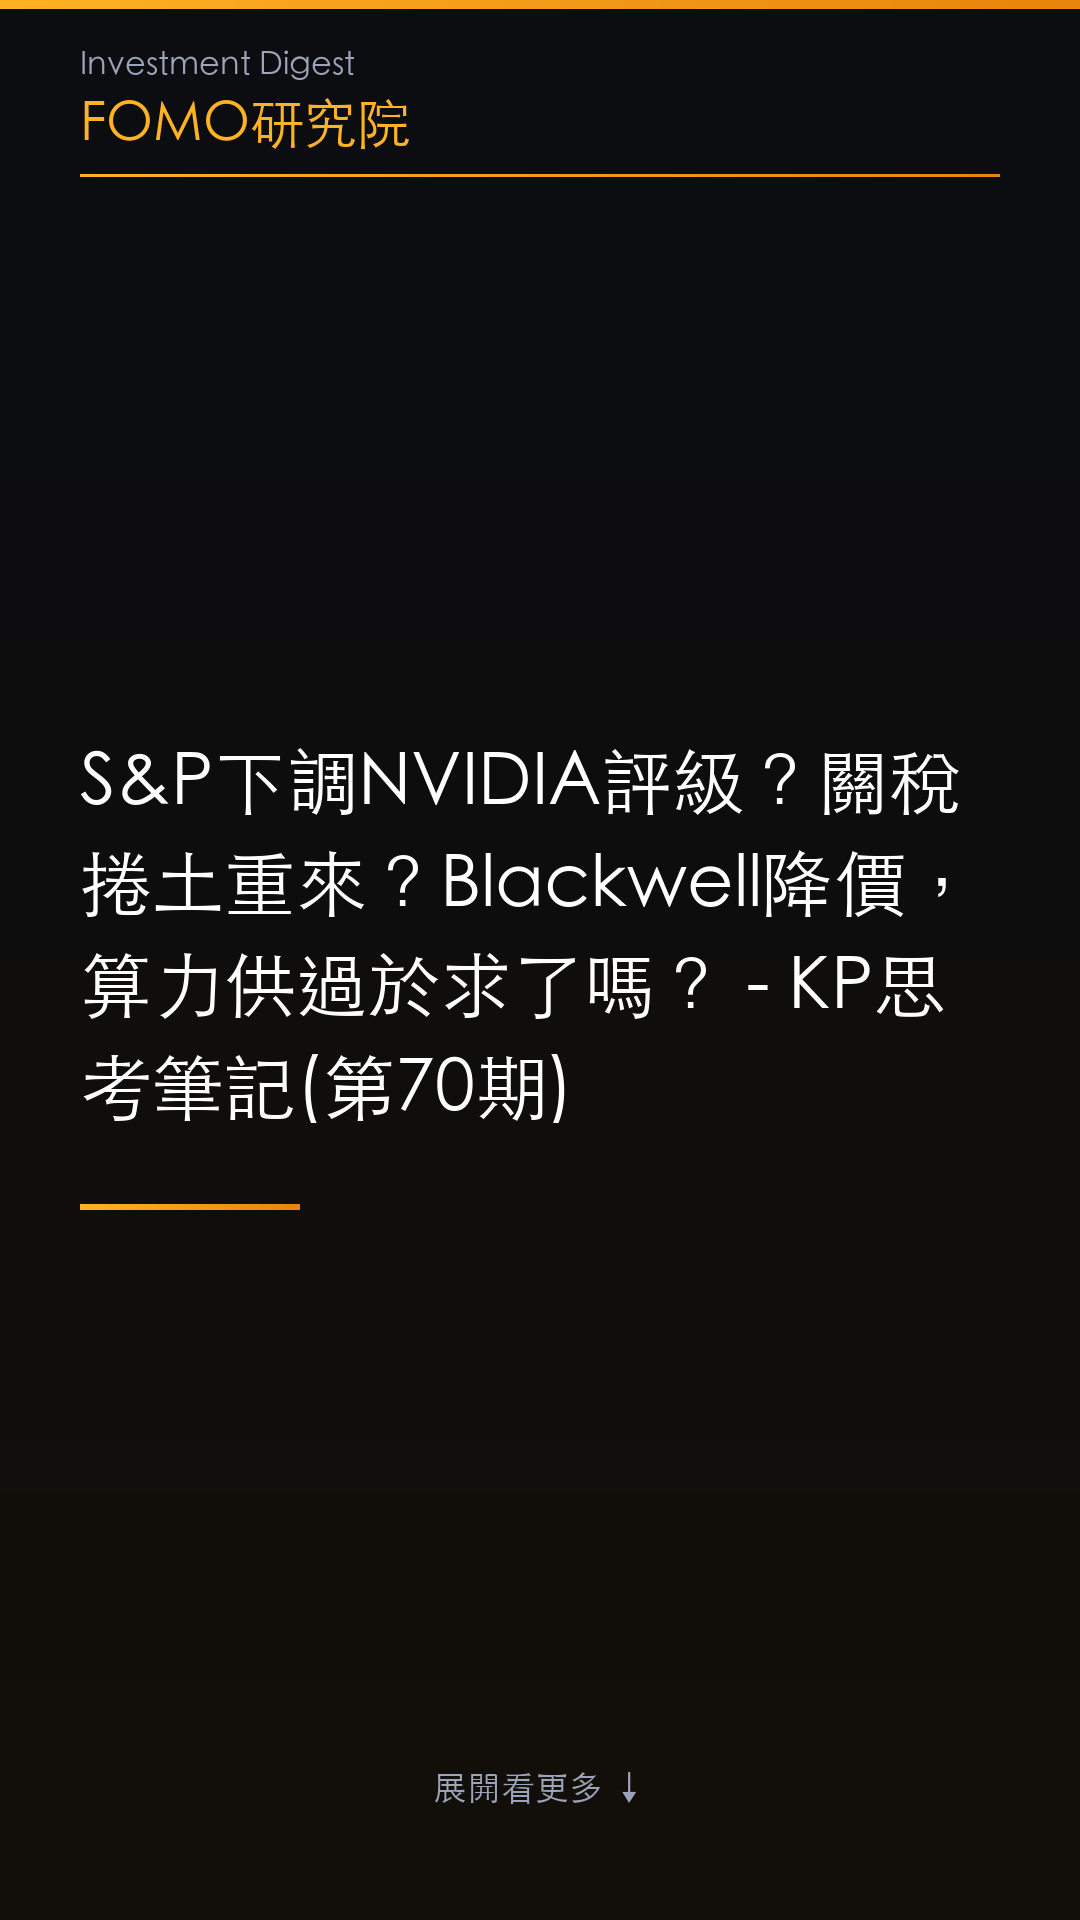 Investment Digest
FOMO研究院
S&P下調NVIDIA評級？關稅
捲土重來？Blackwell降價，
算力供過於求了嗎？ - KP思
考筆記(第70期)
展開看更多 ↓